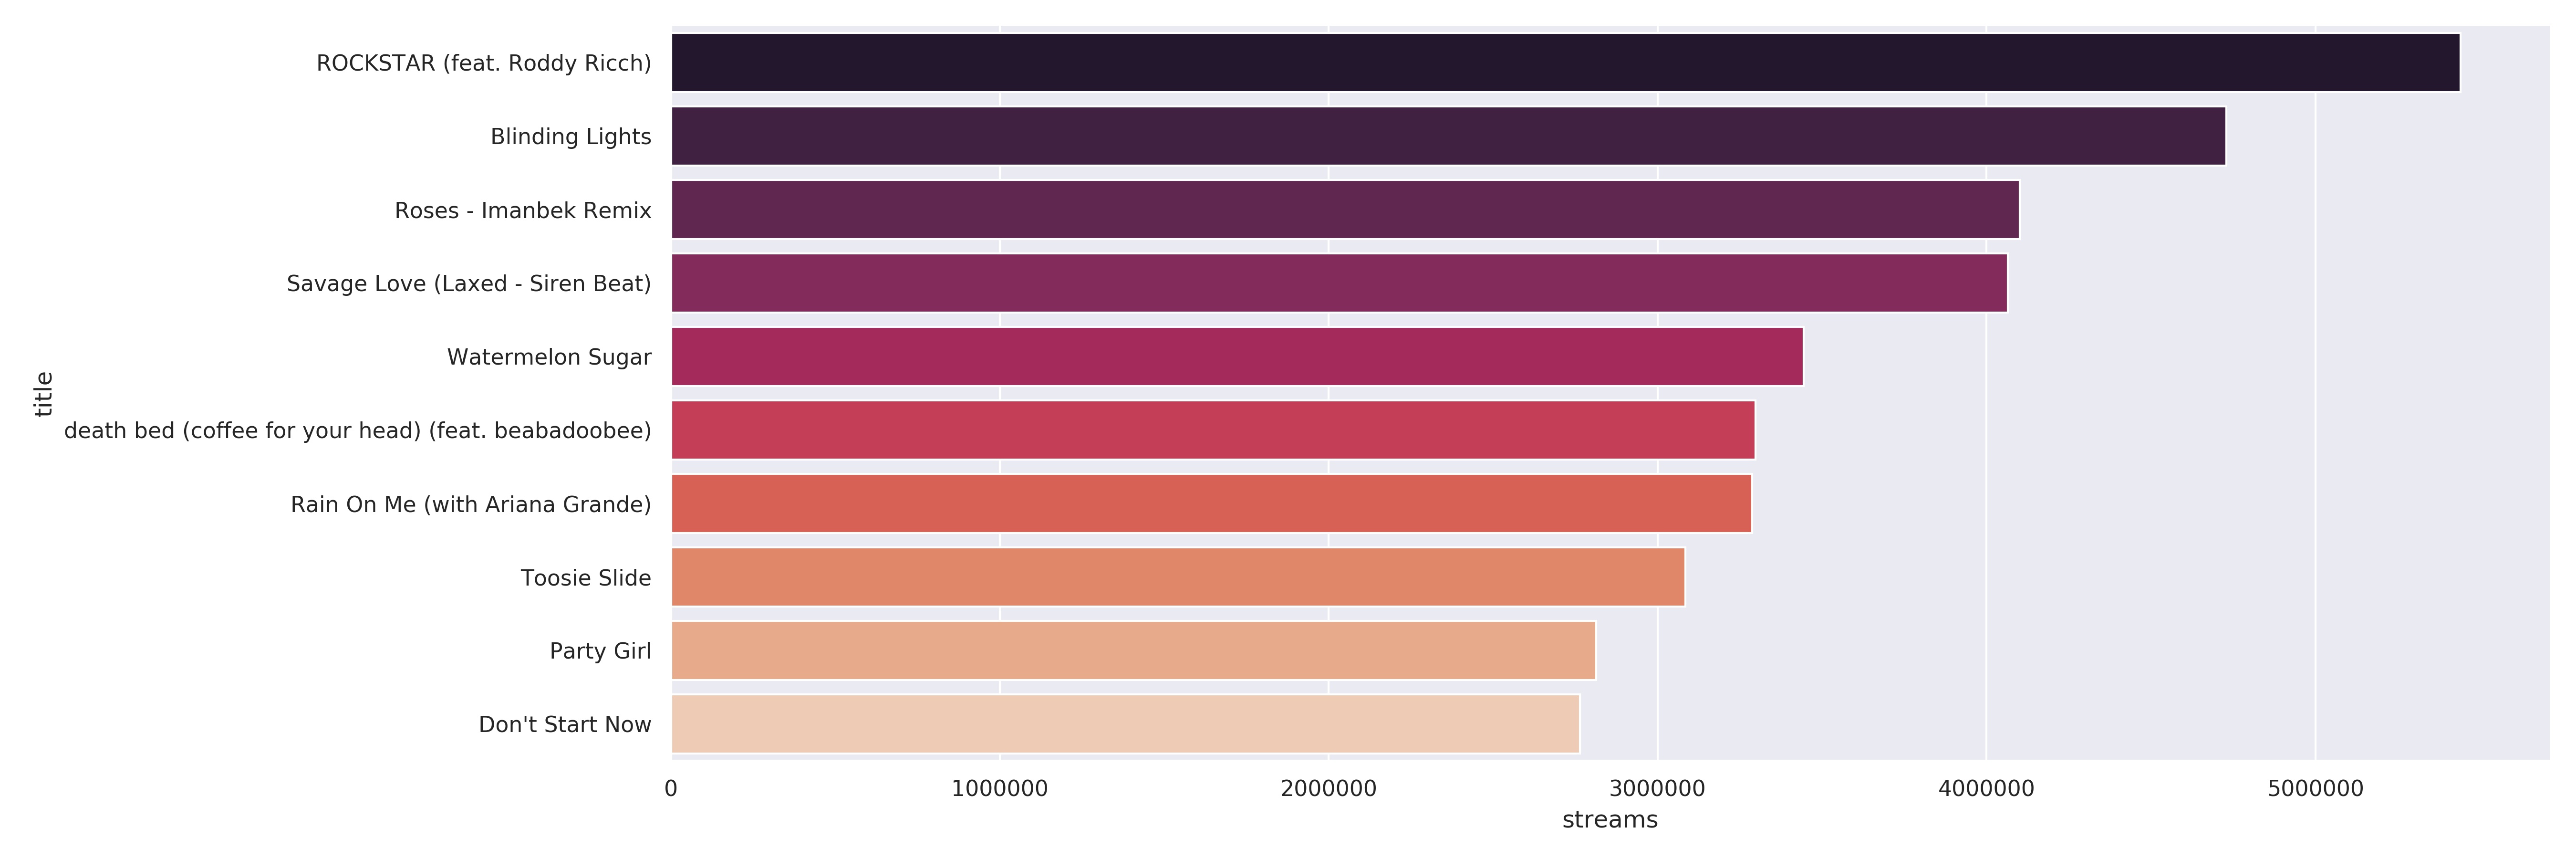 title
ROCKSTAR (feat. Roddy Ricch)
Blinding Lights
Roses - Imanbek Remix
Savage Love (Laxed - Siren Beat)
Watermelon Sugar
death bed (coffee for your head) (feat. beabadoobee)
Rain On Me (with Ariana Grande)
Toosie Slide
Party Girl
Don't Start Now
0 1000000 2000000 3000000 4000000 5000000
streams